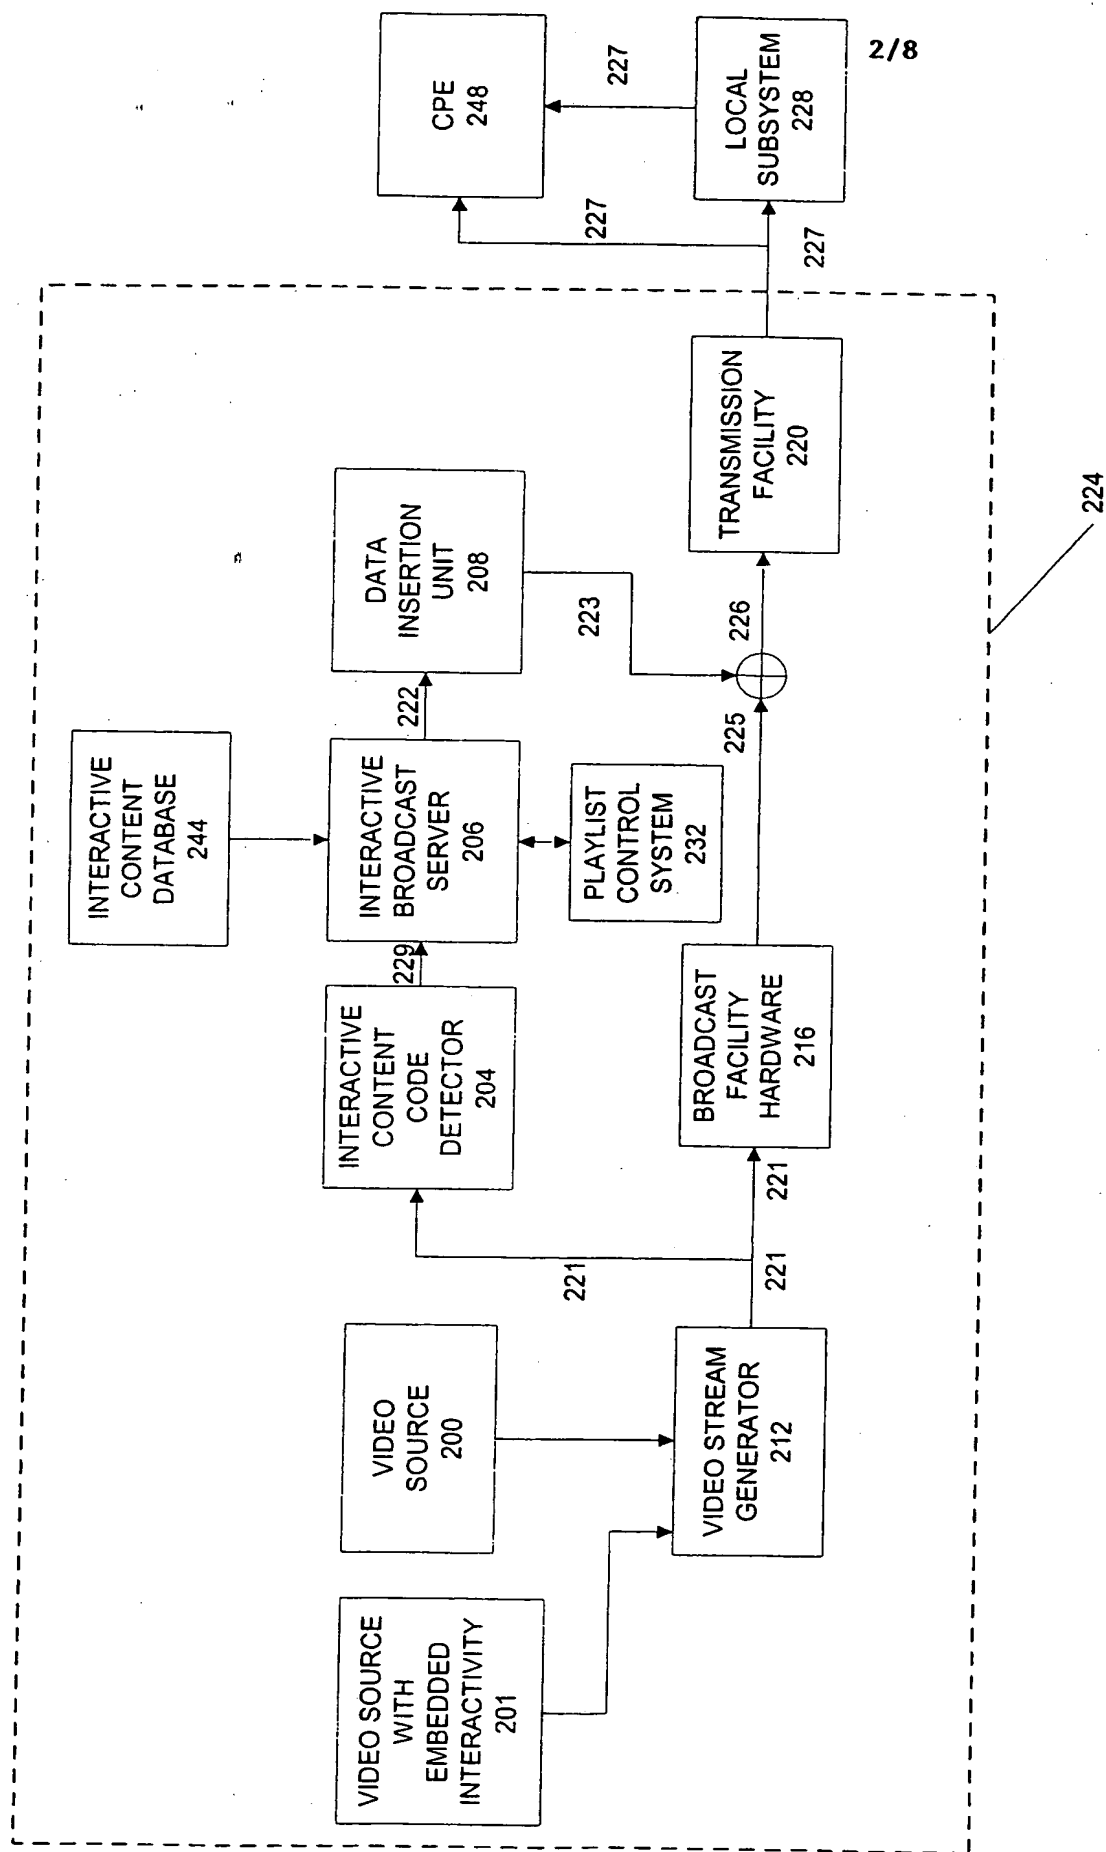 2/8
VIDEO SOURCE
WITH
EMBEDDED
INTERACTIVITY
201
VIDEO
SOURCE
200
VIDEO STREAM
GENERATOR
212
221
221
221
INTERACTIVE
CONTENT
CODE
DETECTOR
204
229
INTERACTIVE
CONTENT
DATABASE
244
INTERACTIVE
BROADCAST
SERVER
206
PLAYLIST
CONTROL
SYSTEM
232
222
DATA
INSERTION
UNIT
208
223
BROADCAST
FACILITY
HARDWARE
216
225
226
TRANSMISSION
FACILITY
220
227
227
227
CPE
248
LOCAL
SUBSYSTEM
228
224